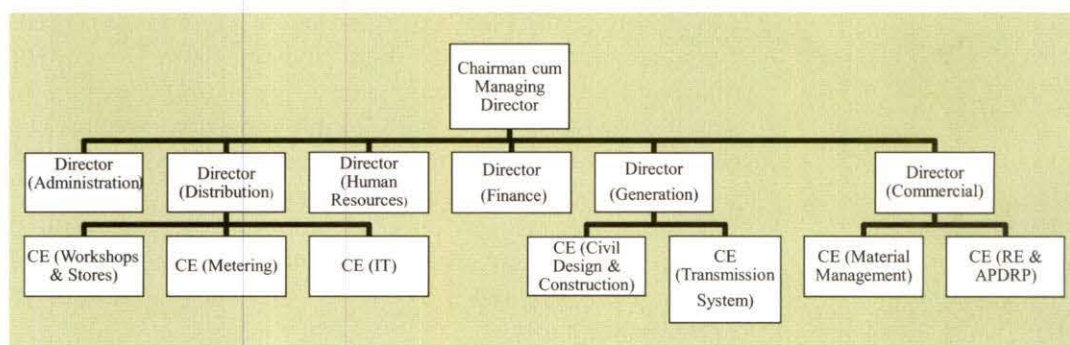 Chairman cum
Managing
Director
Director
(Administration)
Director
(Distribution)
Director
(Human
Resources)
Director
(Finance)
Director
(Generation)
Director
(Commercial)
CE (Workshops
& Stores)
CE (Metering)
CE (IT)
CE (Civil
Design &
Construction)
CE
(Transmission
System)
CE (Material
Management)
CE (RE &
APDRP)